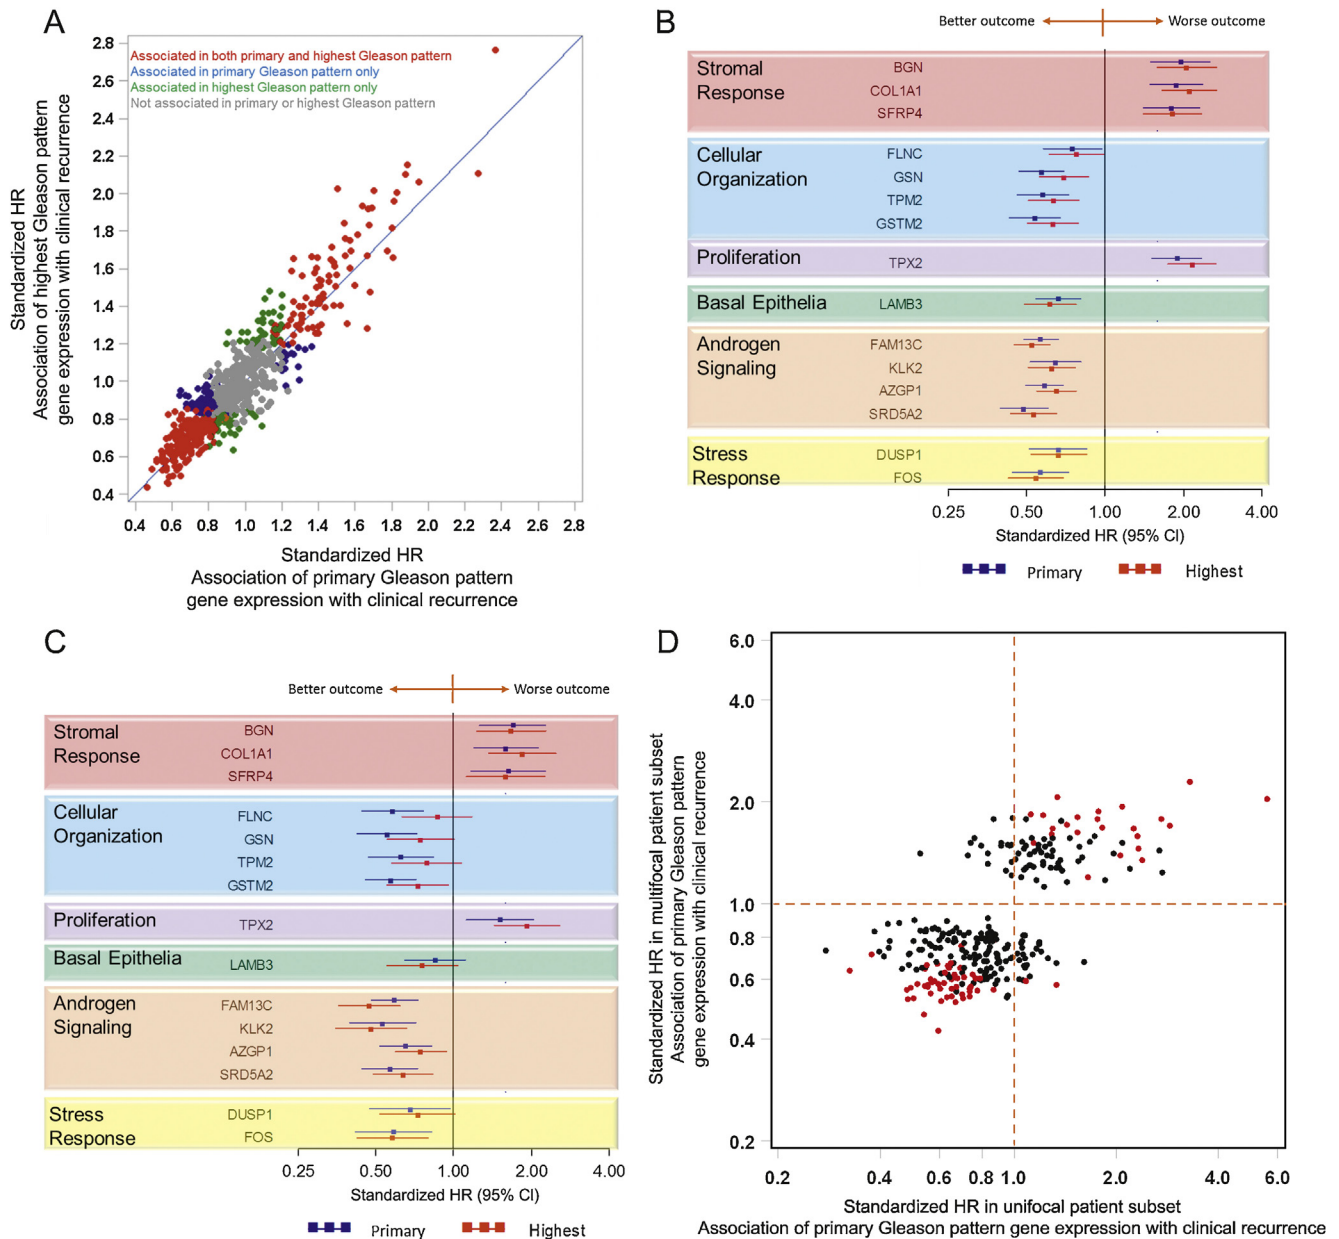 A
Standardized HR
Association of highest Gleason pattern
gene expression with clinical recurrence
2.8
2.6
2.4
2.2
2.0
1.8
1.6
1.4
1.2
1.0
0.8
0.6
0.4
Associated in both primary and highest Gleason pattern
Associated in primary Gleason pattern only
Associated in highest Gleason pattern only
Not associated in primary or highest Gleason pattern
0.4 0.6 0.8 1.0 1.2 1.4 1.6 1.8 2.0 2.2 2.4 2.6 2.8
Standardized HR
Association of primary Gleason pattern
gene expression with clinical recurrence
B
Better outcome Worse outcome
Stromal
Response
BGN
COL1A1
SFRP4
Cellular
Organization
FLNC
GSN
TPM2
GSTM2
Proliferation
TPX2
Basal Epithelia
LAMB3
Androgen
Signaling
FAM13C
KLK2
AZGP1
SRD5A2
Stress
Response
DUSP1
FOS
0.25 0.50 1.00 2.00 4.00
Standardized HR (95% CI)
Primary Highest
C
Better outcome Worse outcome
Stromal
Response
BGN
COL1A1
SFRP4
Cellular
Organization
FLNC
GSN
TPM2
GSTM2
Proliferation
TPX2
Basal Epithelia
LAMB3
Androgen
Signaling
FAM13C
KLK2
AZGP1
SRD5A2
Stress
Response
DUSP1
FOS
0.25 0.50 1.00 2.00 4.00
Standardized HR (95% CI)
Primary Highest
D
Standardized HR in multifocal patient subset
Association of primary Gleason pattern
gene expression with clinical recurrence
6.0
4.0
2.0
1.0
0.8
0.6
0.4
0.2
0.2 0.4 0.6 0.8 1.0 2.0 4.0 6.0
Standardized HR in unifocal patient subset
Association of primary Gleason pattern gene expression with clinical recurrence